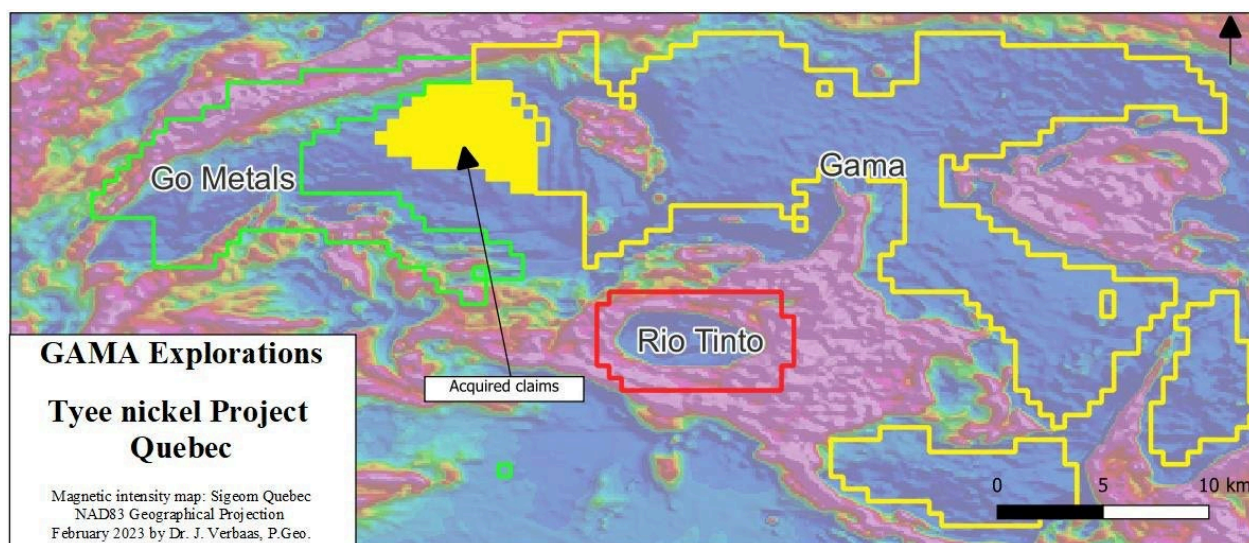 Go Metals
Gama
Rio Tinto
Acquired claims
GAMA Explorations
Tyee nickel Project
Quebec
Magnetic intensity map: Sigeom Quebec
NAD83 Geographical Projection
February 2023 by Dr. J. Verbaas, P.Geo.
0 5 10 km